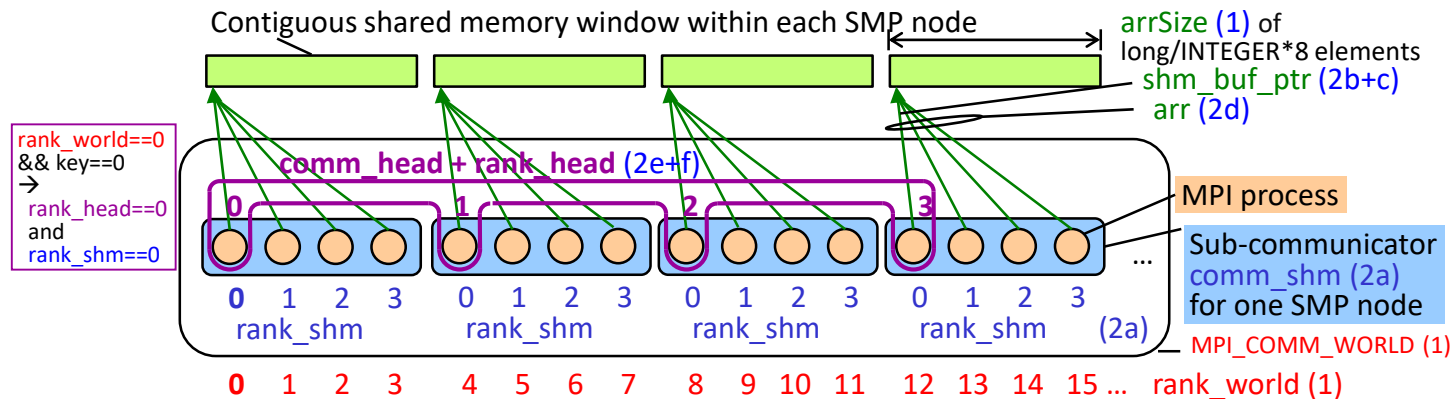 Contiguous shared memory window within each SMP node
arrSize (1) of
long/INTEGER*8 elements
shm_buf_ptr (2b+c)
arr (2d)
rank_world==0
&& key==0
→
rank_head==0
and
rank_shm==0
comm_head + rank_head (2e+f)
0 1 2 3
MPI process
Sub-communicator
comm_shm (2a)
for one SMP node
...
0 1 2 3 0 1 2 3 0 1 2 3 0 1 2 3
rank_shm rank_shm rank_shm rank_shm (2a)
MPI_COMM_WORLD (1)
0 1 2 3 4 5 6 7 8 9 10 11 12 13 14 15 ... rank_world (1)